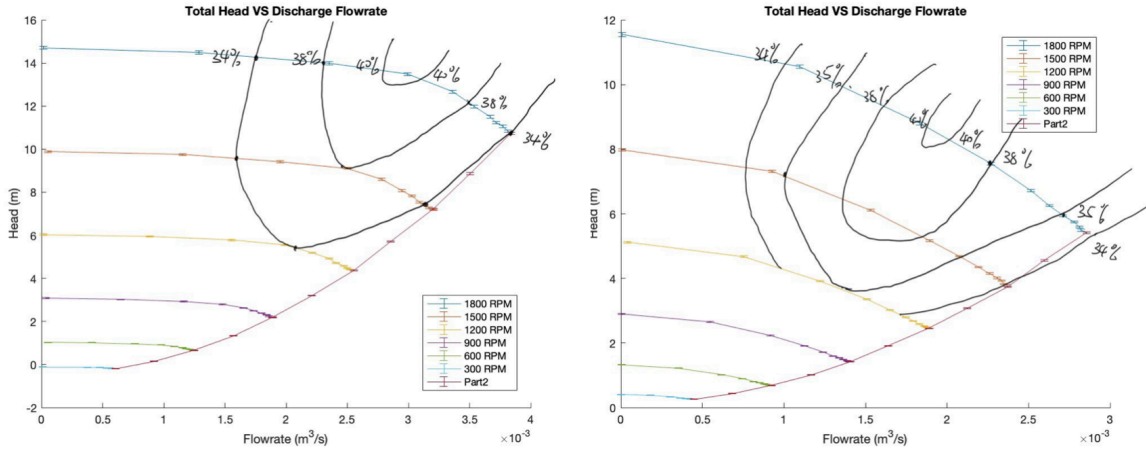 Total Head VS Discharge Flowrate
16
14
12
10
8
6
4
2
0
-2
Head (m)
34%
38%
40%
40%
38%
34%
1800 RPM
1500 RPM
1200 RPM
900 RPM
600 RPM
300 RPM
Part2
0 0.5 1 1.5 2 2.5 3 3.5 4
Flowrate (m³/s)
×10⁻³
Total Head VS Discharge Flowrate
12
10
8
6
4
2
0
Head (m)
34%
35%
38%
40%
40%
38%
35%
34%
1800 RPM
1500 RPM
1200 RPM
900 RPM
600 RPM
300 RPM
Part2
0 0.5 1 1.5 2 2.5 3
Flowrate (m³/s)
×10⁻³